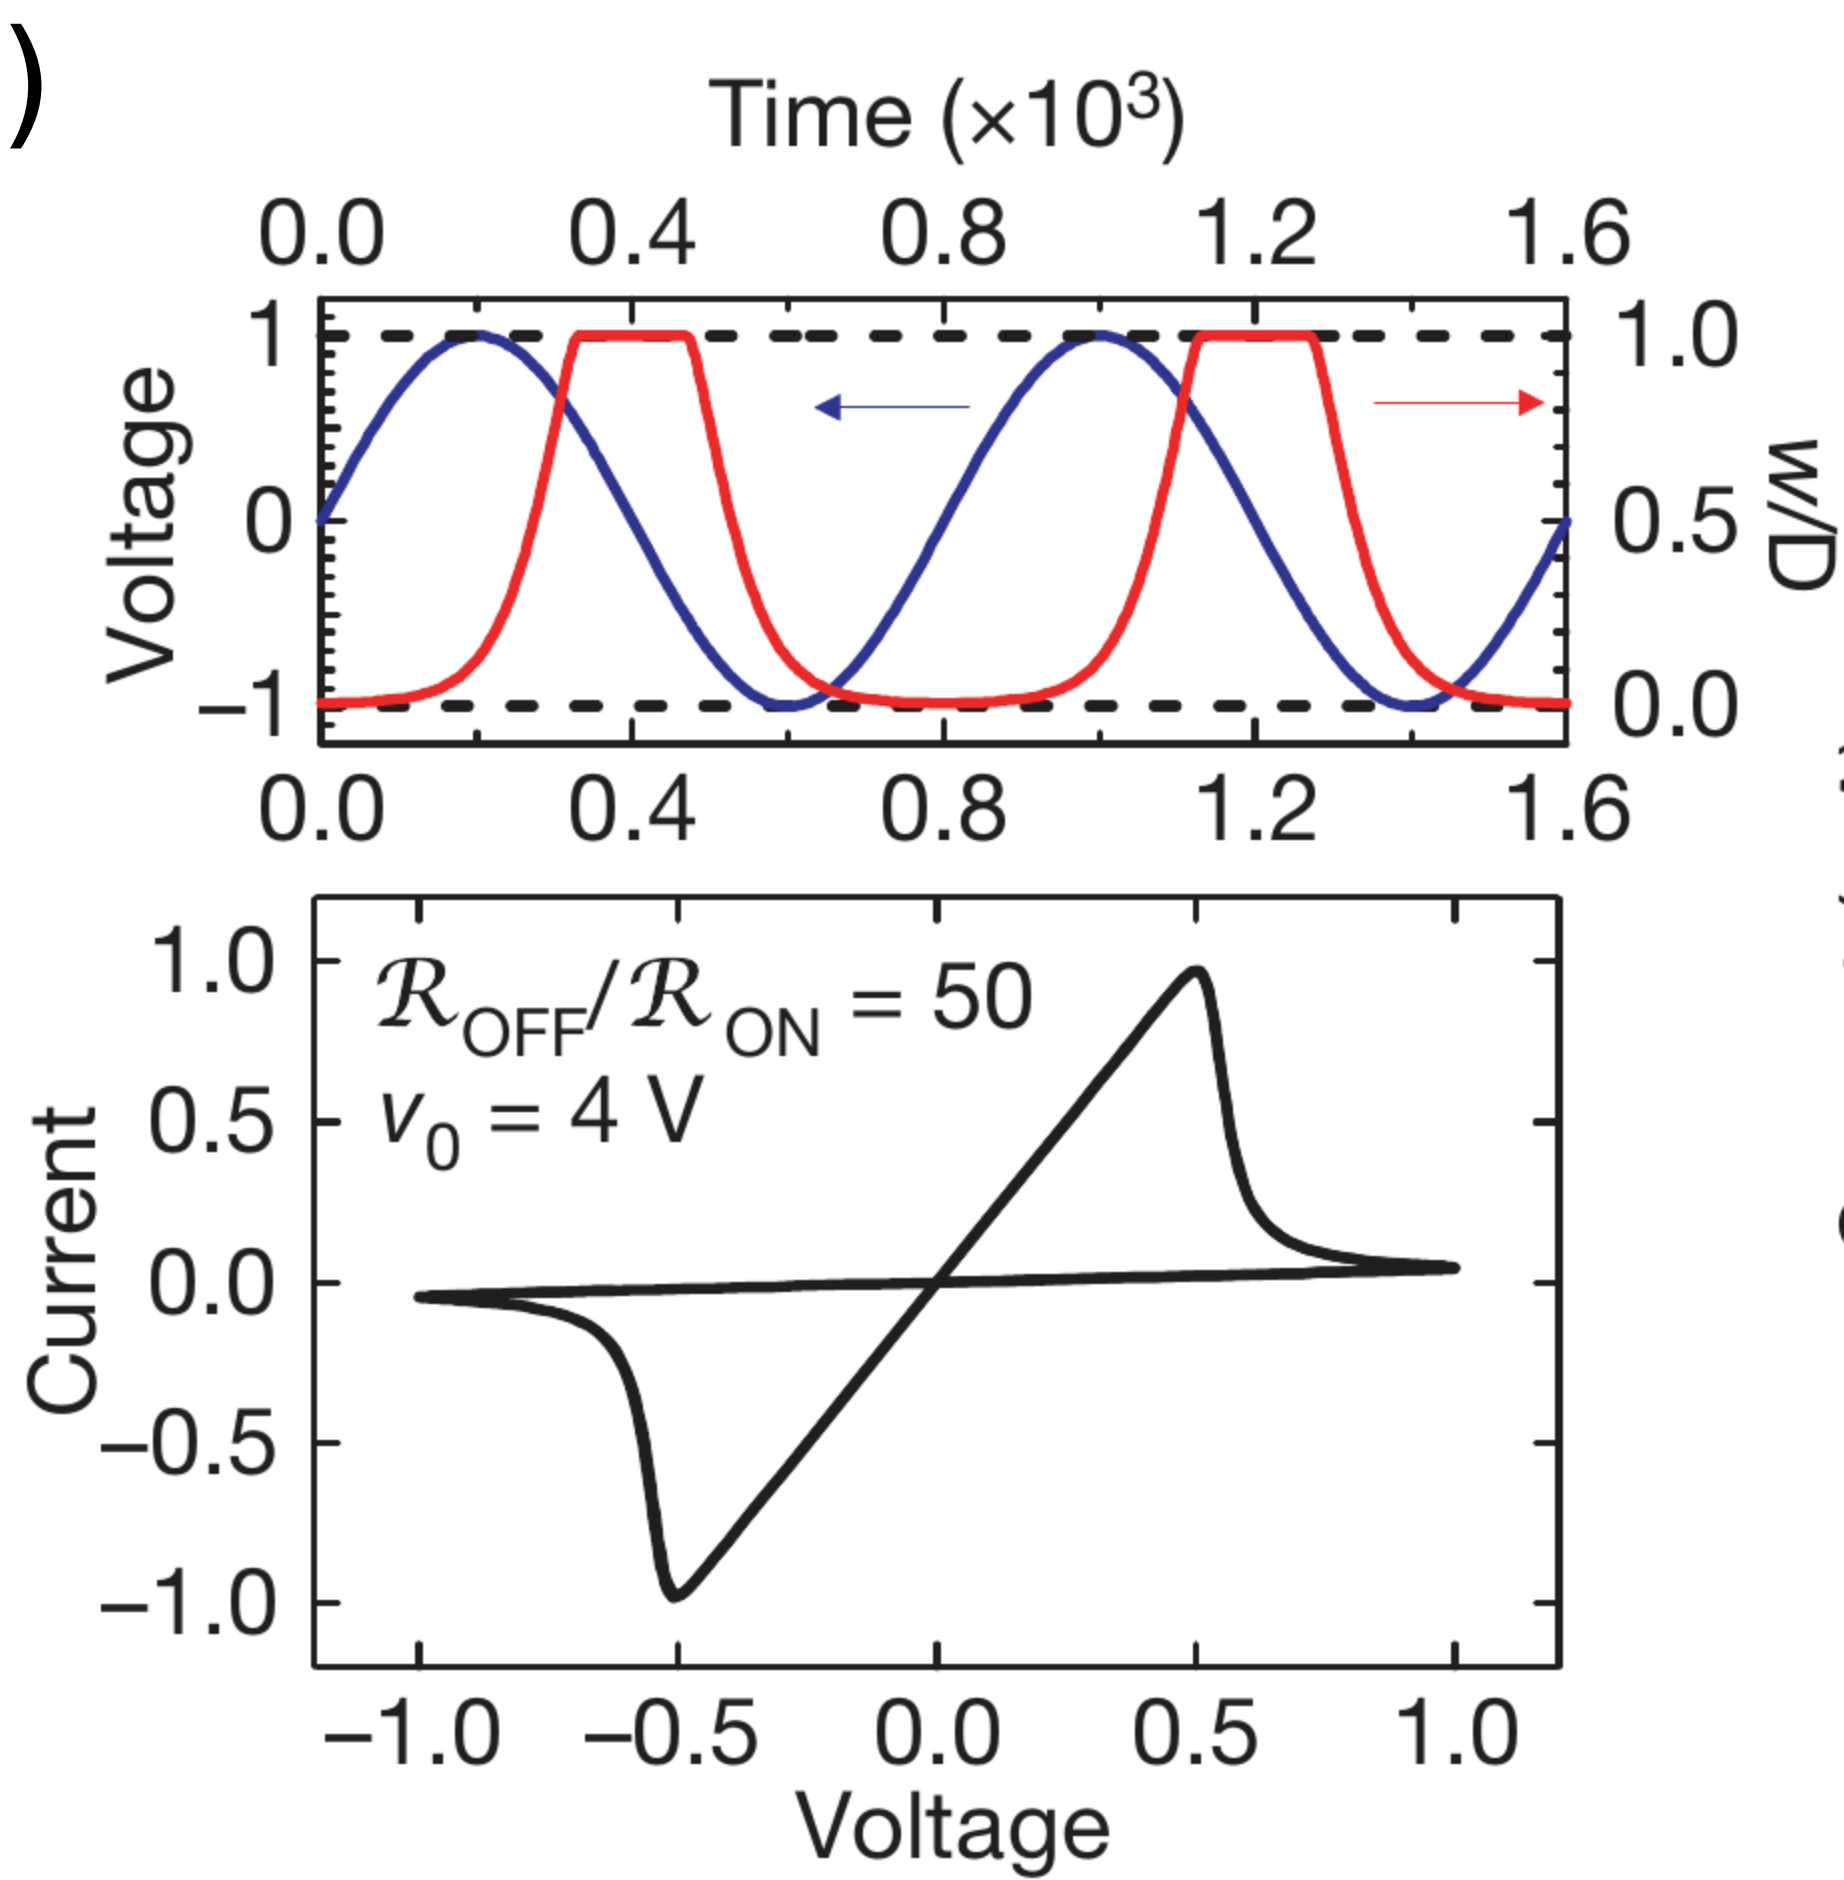 )
Time (×10³)
0.0 0.4 0.8 1.2 1.6
1 1.0
0 0.5
−1 0.0
Voltage
w/D
0.0 0.4 0.8 1.2 1.6
ℛOFF/ℛON = 50
v0 = 4 V
1.0
0.5
0.0
−0.5
−1.0
Current
−1.0 −0.5 0.0 0.5 1.0
Voltage